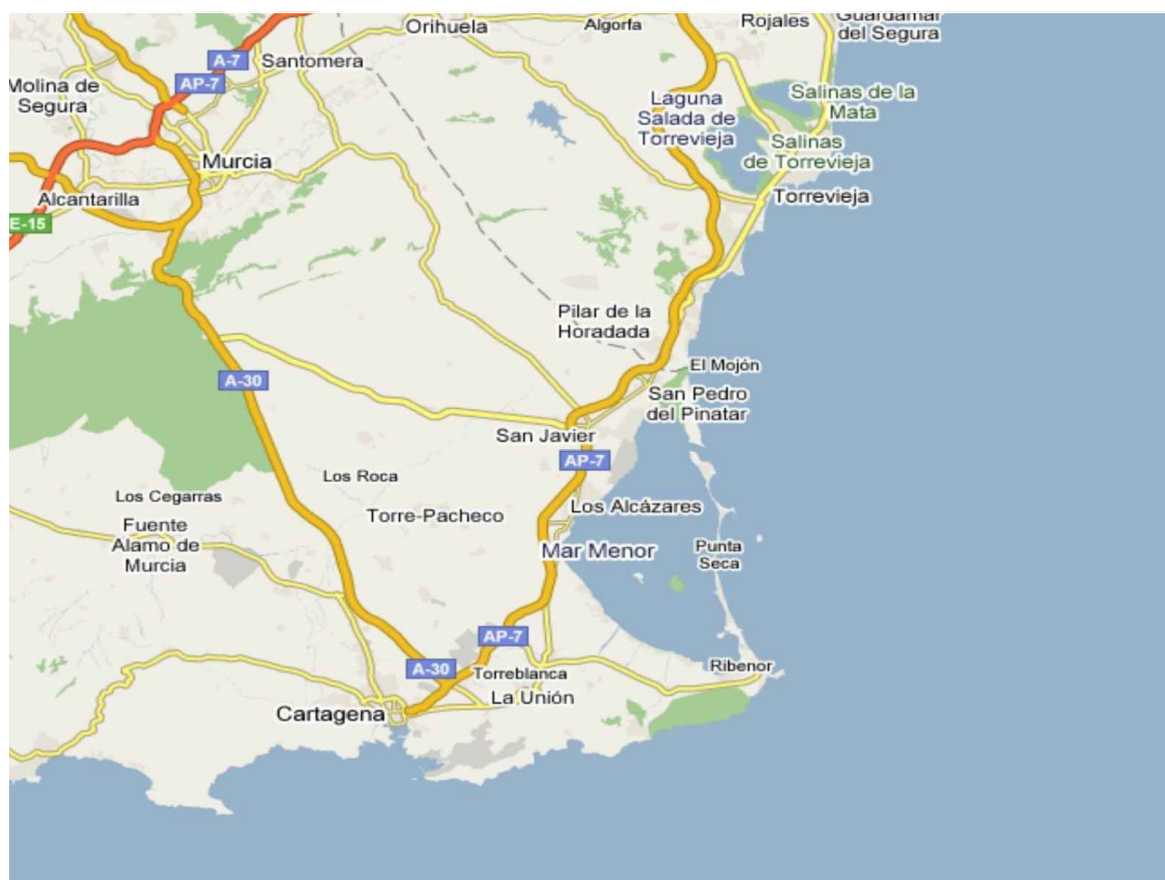 Guardamar
del Segura
Rojales
Algorfa
Orihuela
A-7
Santomera
AP-7
Molina de
Segura
Salinas de la
Mata
Laguna
Salada de
Torrevieja
Salinas
de Torrevieja
Murcia
Alcantarilla
Torrevieja
E-15
Pilar de la
Horadada
El Mojón
A-30
San Pedro
del Pinatar
San Javier
AP-7
Los Roca
Los Cegarras
Torre-Pacheco
Los Alcázares
Fuente
Alamo de
Murcia
Mar Menor
Punta
Seca
AP-7
A-30
Torreblanca
Ribenor
La Unión
Cartagena